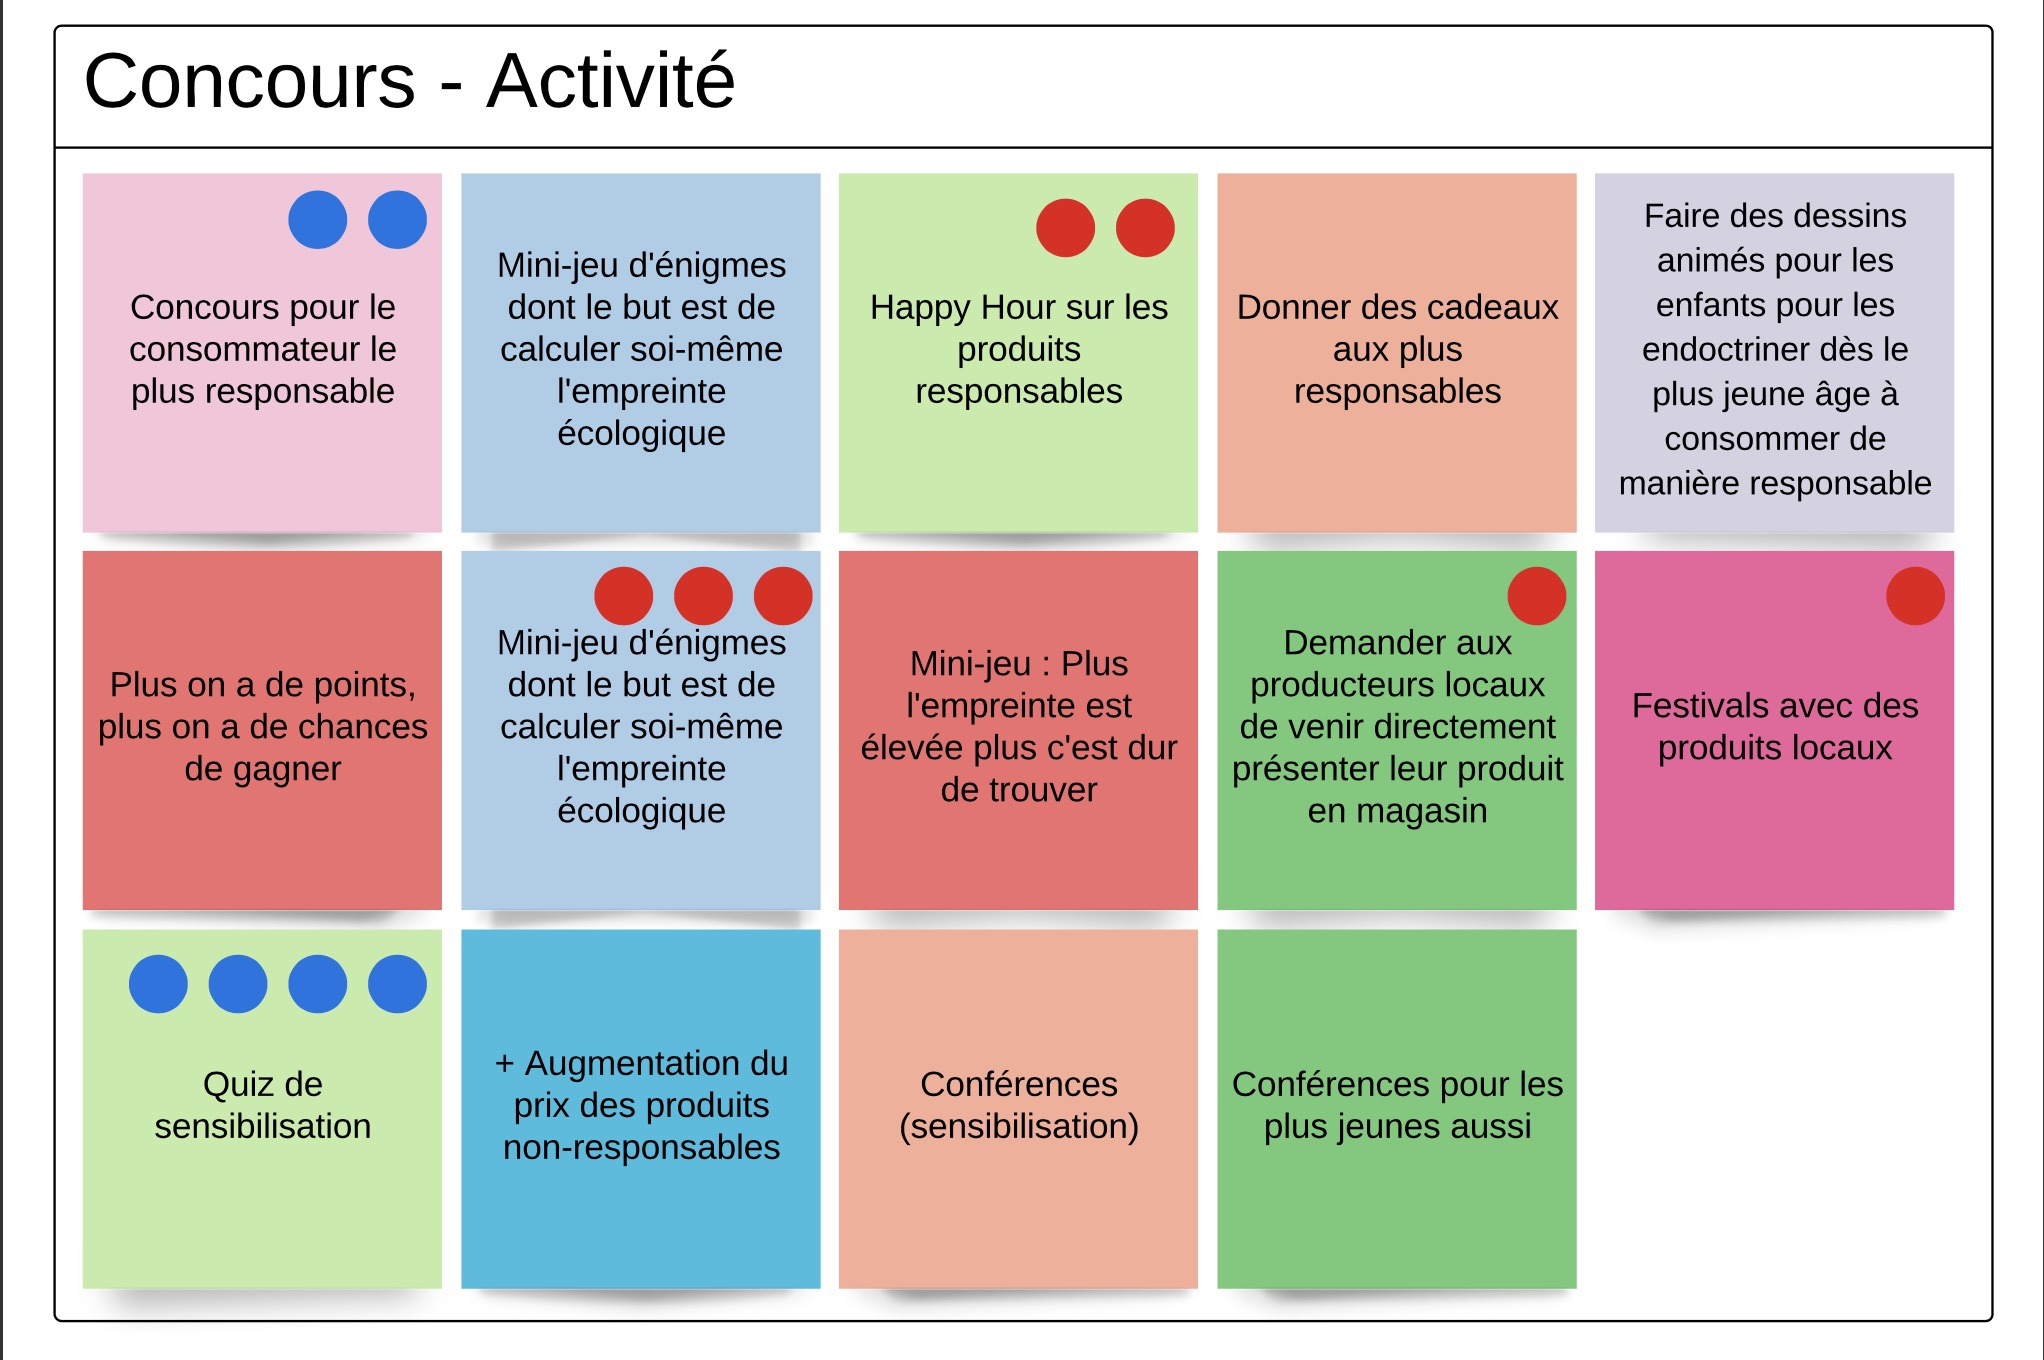 Concours - Activité
Concours pour le
consommateur le
plus responsable
Mini-jeu d'énigmes
dont le but est de
calculer soi-même
l'empreinte
écologique
Happy Hour sur les
produits
responsables
Donner des cadeaux
aux plus
responsables
Faire des dessins
animés pour les
enfants pour les
endoctriner dès le
plus jeune âge à
consommer de
manière responsable
Plus on a de points,
plus on a de chances
de gagner
Mini-jeu d'énigmes
dont le but est de
calculer soi-même
l'empreinte
écologique
Mini-jeu : Plus
l'empreinte est
élevée plus c'est dur
de trouver
Demander aux
producteurs locaux
de venir directement
présenter leur produit
en magasin
Festivals avec des
produits locaux
Quiz de
sensibilisation
+ Augmentation du
prix des produits
non-responsables
Conférences
(sensibilisation)
Conférences pour les
plus jeunes aussi